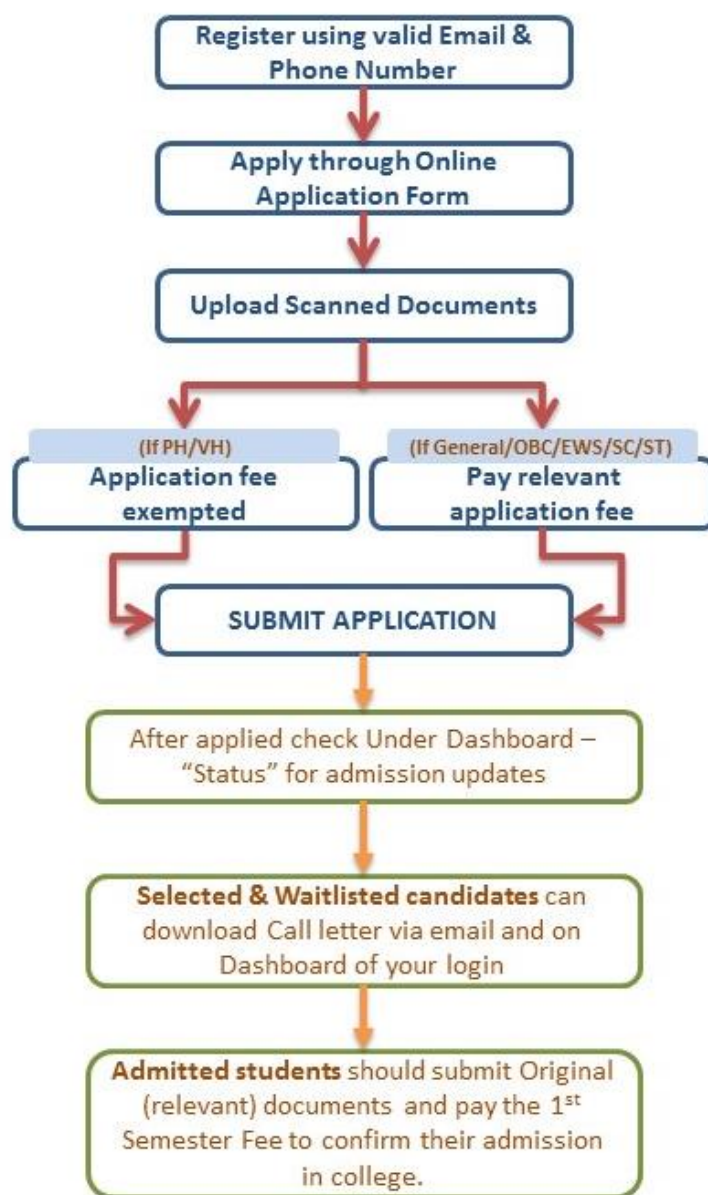 Register using valid Email &
Phone Number
Apply through Online
Application Form
Upload Scanned Documents
(If PH/VH)
Application fee
exempted
(If General/OBC/EWS/SC/ST)
Pay relevant
application fee
SUBMIT APPLICATION
After applied check Under Dashboard –
“Status” for admission updates
Selected & Waitlisted candidates can
download Call letter via email and on
Dashboard of your login
Admitted students should submit Original
(relevant) documents and pay the 1st
Semester Fee to confirm their admission
in college.